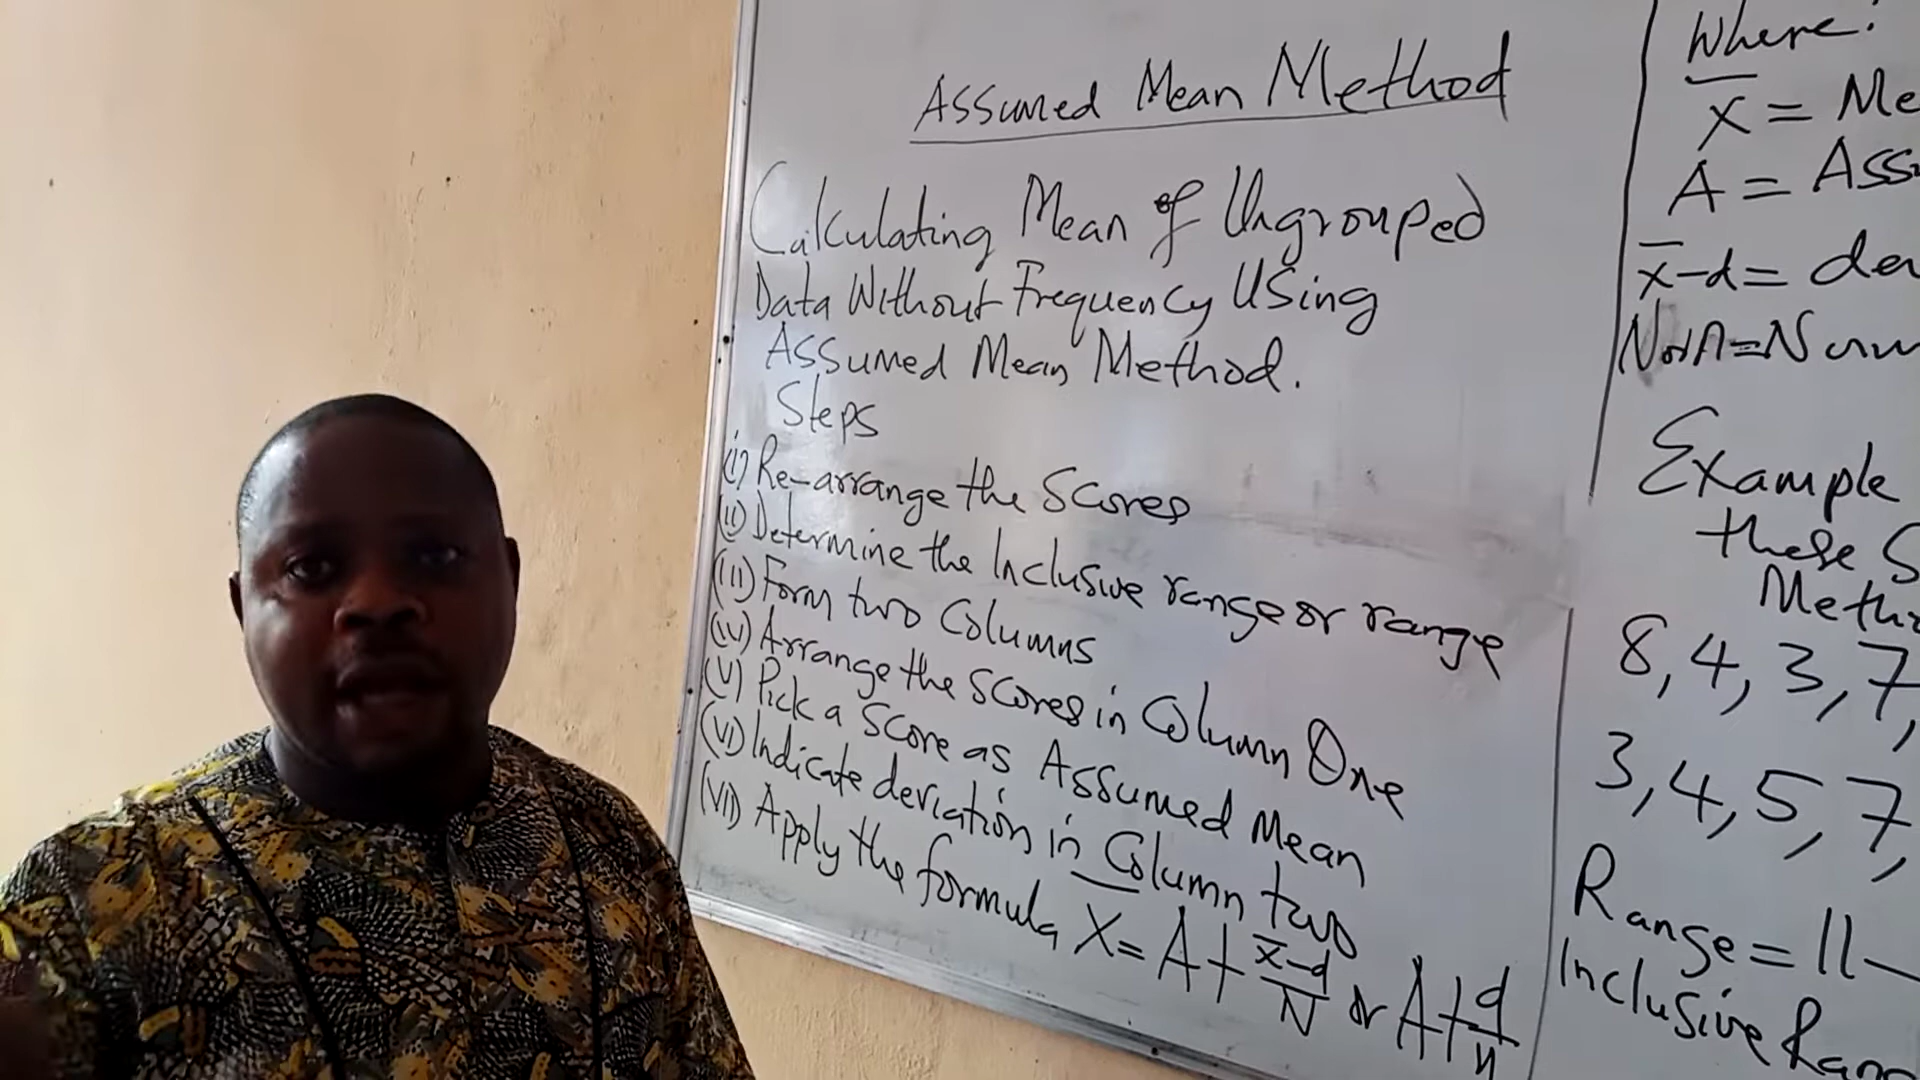 Assumed Mean Method
Calculating Mean of Ungrouped
Data Without Frequency Using
Assumed Mean Method.
Steps
(i) Re-arrange the Scores
(ii) Determine the Inclusive range or range
(iii) Form two Columns
(iv) Arrange the Scores in Column One
(v) Pick a Score as Assumed Mean
(vi) Indicate deviation in Column two
(vii) Apply the formula X̅ = A + x̅-d/N or A + d/n
Where:
x̅ = Me
A = Ass
x̅-d = de
N or n = Num
Example
these S
Metho
8, 4, 3, 7,
3, 4, 5, 7,
Range = 11-
Inclusive Ran